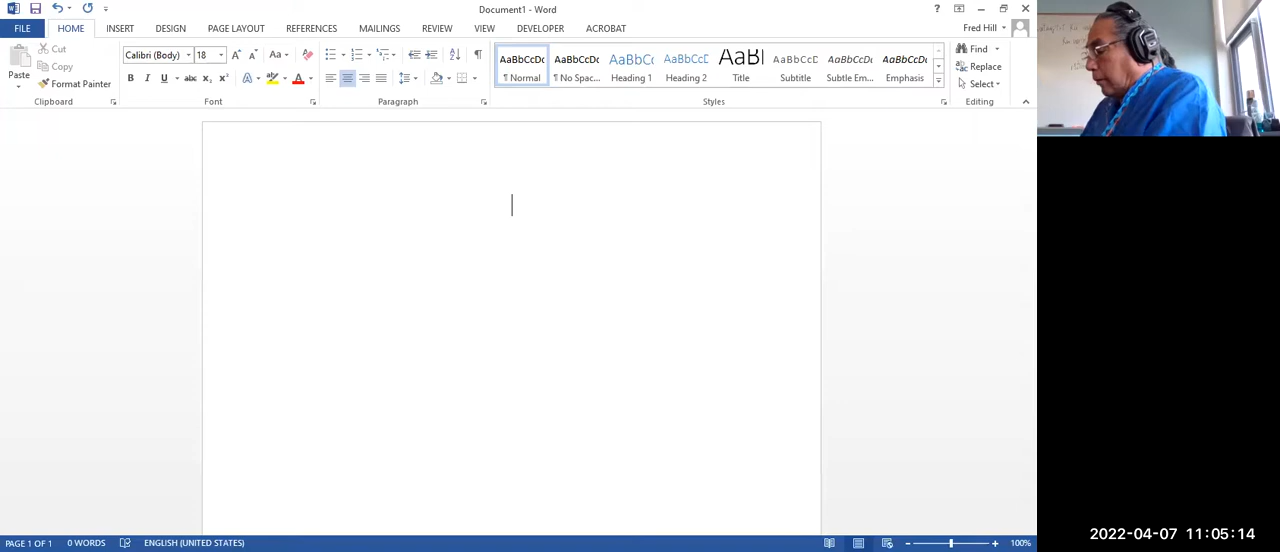 Document1 - Word
FILE HOME INSERT DESIGN PAGE LAYOUT REFERENCES MAILINGS REVIEW VIEW DEVELOPER ACROBAT Fred Hill
Paste
Cut
Copy
Format Painter
Clipboard
Calibri (Body) 18
Font
Paragraph
AaBbCcDc AaBbCcDc AaBbCc AaBbCcD AaBl AaBbCcD AaBbCcDc AaBbCcDc
¶ Normal ¶ No Spac... Heading 1 Heading 2 Title Subtitle Subtle Em... Emphasis
Styles
Find
Replace
Select
Editing
PAGE 1 OF 1 0 WORDS ENGLISH (UNITED STATES) 100%
2022-04-07 11:05:14